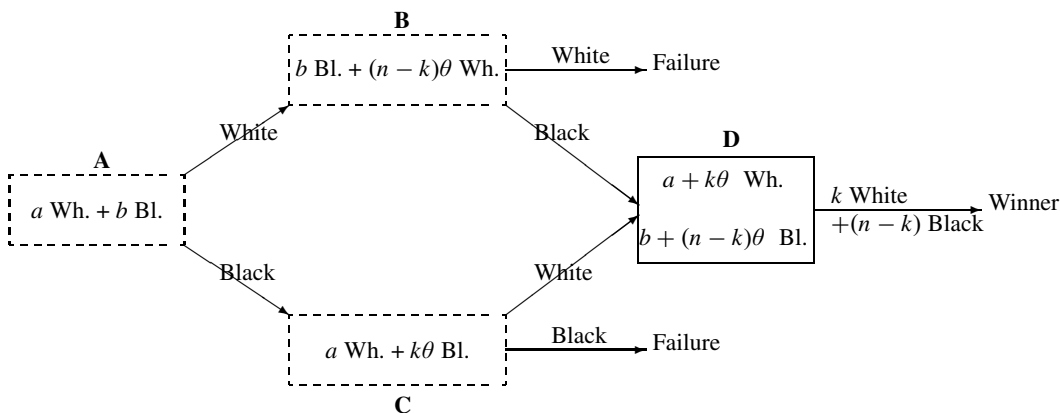 B
b Bl. + (n − k)θ Wh.
White
Failure
White
Black
A
a Wh. + b Bl.
D
a + kθ Wh.
b + (n − k)θ Bl.
k White
+(n − k) Black
Winner
Black
White
a Wh. + kθ Bl.
Black
Failure
C